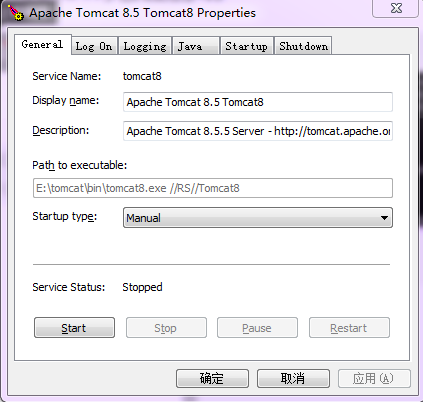 Apache Tomcat 8.5 Tomcat8 Properties
General Log On Logging Java Startup Shutdown
Service Name: tomcat8
Display name: Apache Tomcat 8.5 Tomcat8
Description: Apache Tomcat 8.5.5 Server - http://tomcat.apache.or
Path to executable:
E:\tomcat\bin\tomcat8.exe //RS//Tomcat8
Startup type: Manual
Service Status: Stopped
Start Stop Pause Restart
确定 取消 应用(A)